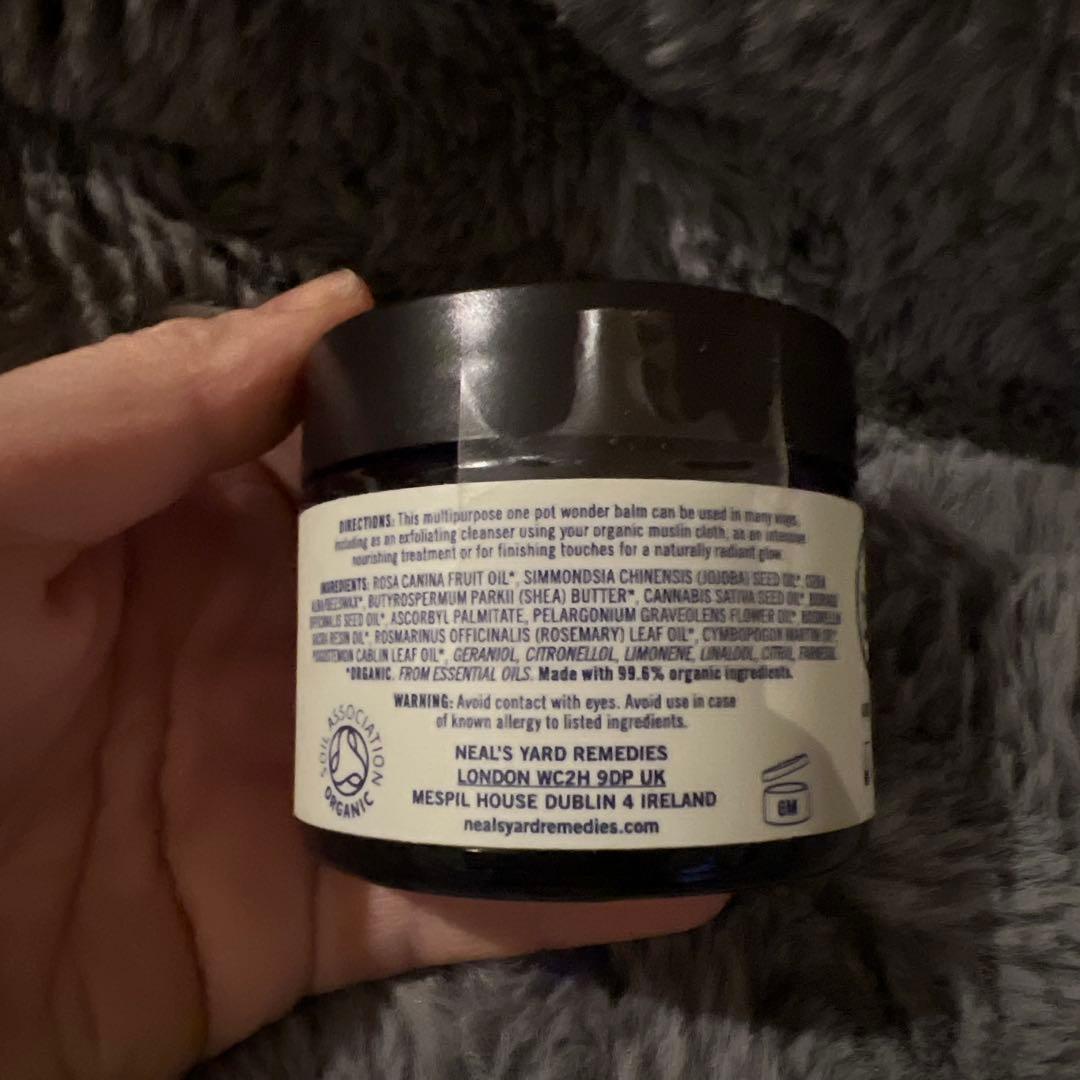 DIRECTIONS: This multipurpose one pot wonder balm can be used in many ways,
including as an exfoliating cleanser using your organic muslin cloth, as an intense
nourishing treatment or for finishing touches for a naturally radiant glow.
INGREDIENTS: ROSA CANINA FRUIT OIL*, SIMMONDSIA CHINENSIS (JOJOBA) SEED OIL*, CERA
ALBA BEESWAX*, BUTYROSPERMUM PARKII (SHEA) BUTTER*, CANNABIS SATIVA SEED OIL*,
OFFICINALIS SEED OIL*, ASCORBYL PALMITATE, PELARGONIUM GRAVEOLENS FLOWER OIL*, BOSWELLIA
RESIN OIL*, ROSMARINUS OFFICINALIS (ROSEMARY) LEAF OIL*, CYMBOPOGON MARTINI OIL*,
POGOSTEMON CABLIN LEAF OIL*, GERANIOL, CITRONELLOL, LIMONENE, LINALOOL, CITRAL, FARNESOL.
*ORGANIC. FROM ESSENTIAL OILS. Made with 99.6% organic ingredients.
WARNING: Avoid contact with eyes. Avoid use in case
of known allergy to listed ingredients.
SOIL ASSOCIATION
ORGANIC
NEAL'S YARD REMEDIES
LONDON WC2H 9DP UK
MESPIL HOUSE DUBLIN 4 IRELAND
nealsyardremedies.com
6M